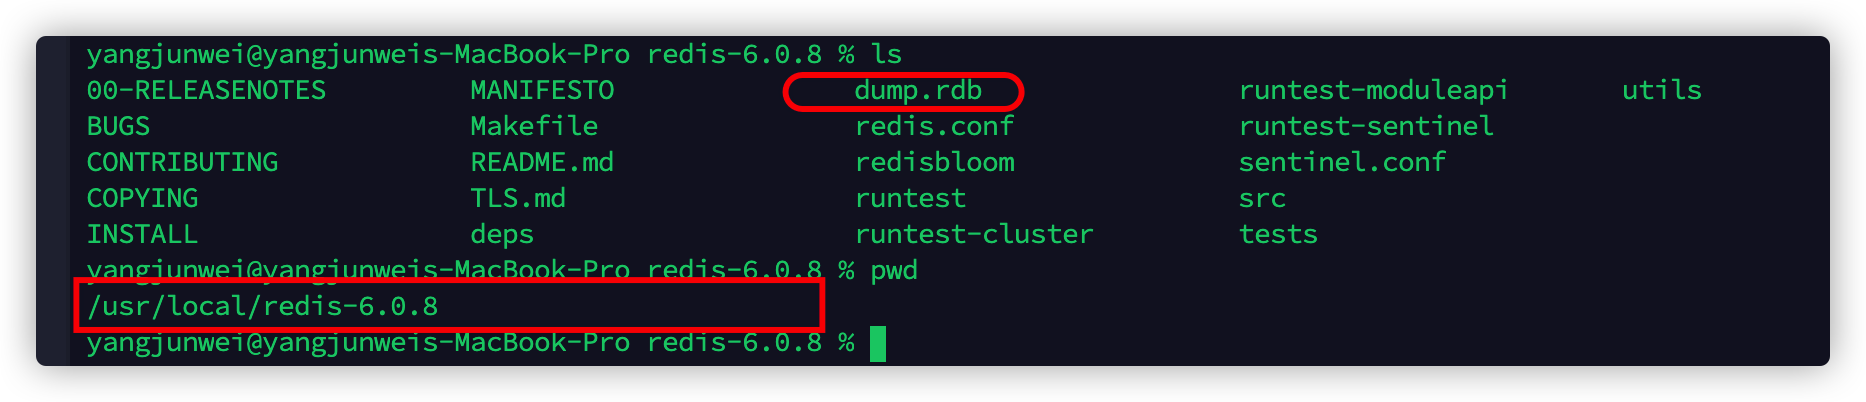 yangjunwei@yangjunweis-MacBook-Pro redis-6.0.8 % ls
00-RELEASENOTES MANIFESTO dump.rdb runtest-moduleapi utils
BUGS Makefile redis.conf runtest-sentinel
CONTRIBUTING README.md redisbloom sentinel.conf
COPYING TLS.md runtest src
INSTALL deps runtest-cluster tests
yangjunwei@yangjunweis-MacBook-Pro redis-6.0.8 % pwd
/usr/local/redis-6.0.8
yangjunwei@yangjunweis-MacBook-Pro redis-6.0.8 %